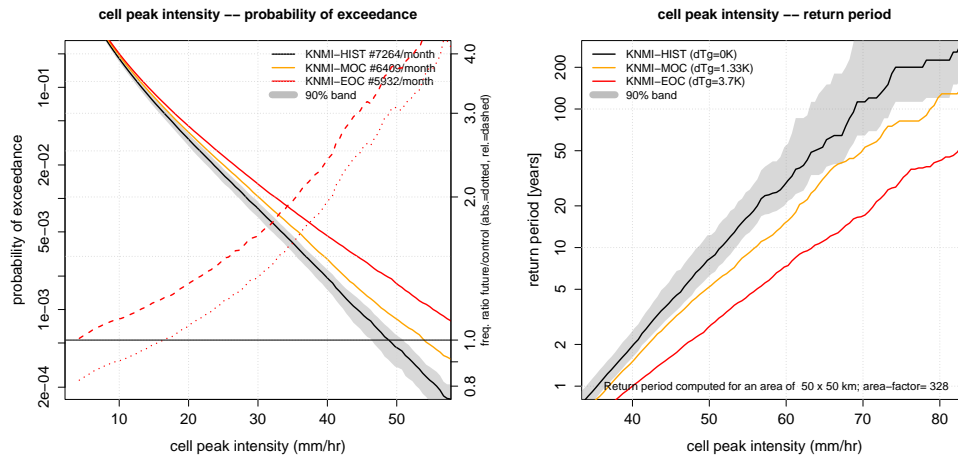 cell peak intensity −− probability of exceedance
KNMI−HIST #7264/month
KNMI−MOC #6469/month
KNMI−EOC #5932/month
90% band
probability of exceedance
1e−01
2e−02
5e−03
1e−03
2e−04
10 20 30 40 50
cell peak intensity (mm/hr)
4.0
3.0
2.0
1.0
0.8
freq. ratio future/control (abs.=dotted, rel.=dashed)
cell peak intensity −− return period
KNMI−HIST (dTg=0K)
KNMI−MOC (dTg=1.33K)
KNMI−EOC (dTg=3.7K)
90% band
return period [years]
200
100
50
20
10
5
2
1
Return period computed for an area of 50 x 50 km; area−factor= 328
40 50 60 70 80
cell peak intensity (mm/hr)